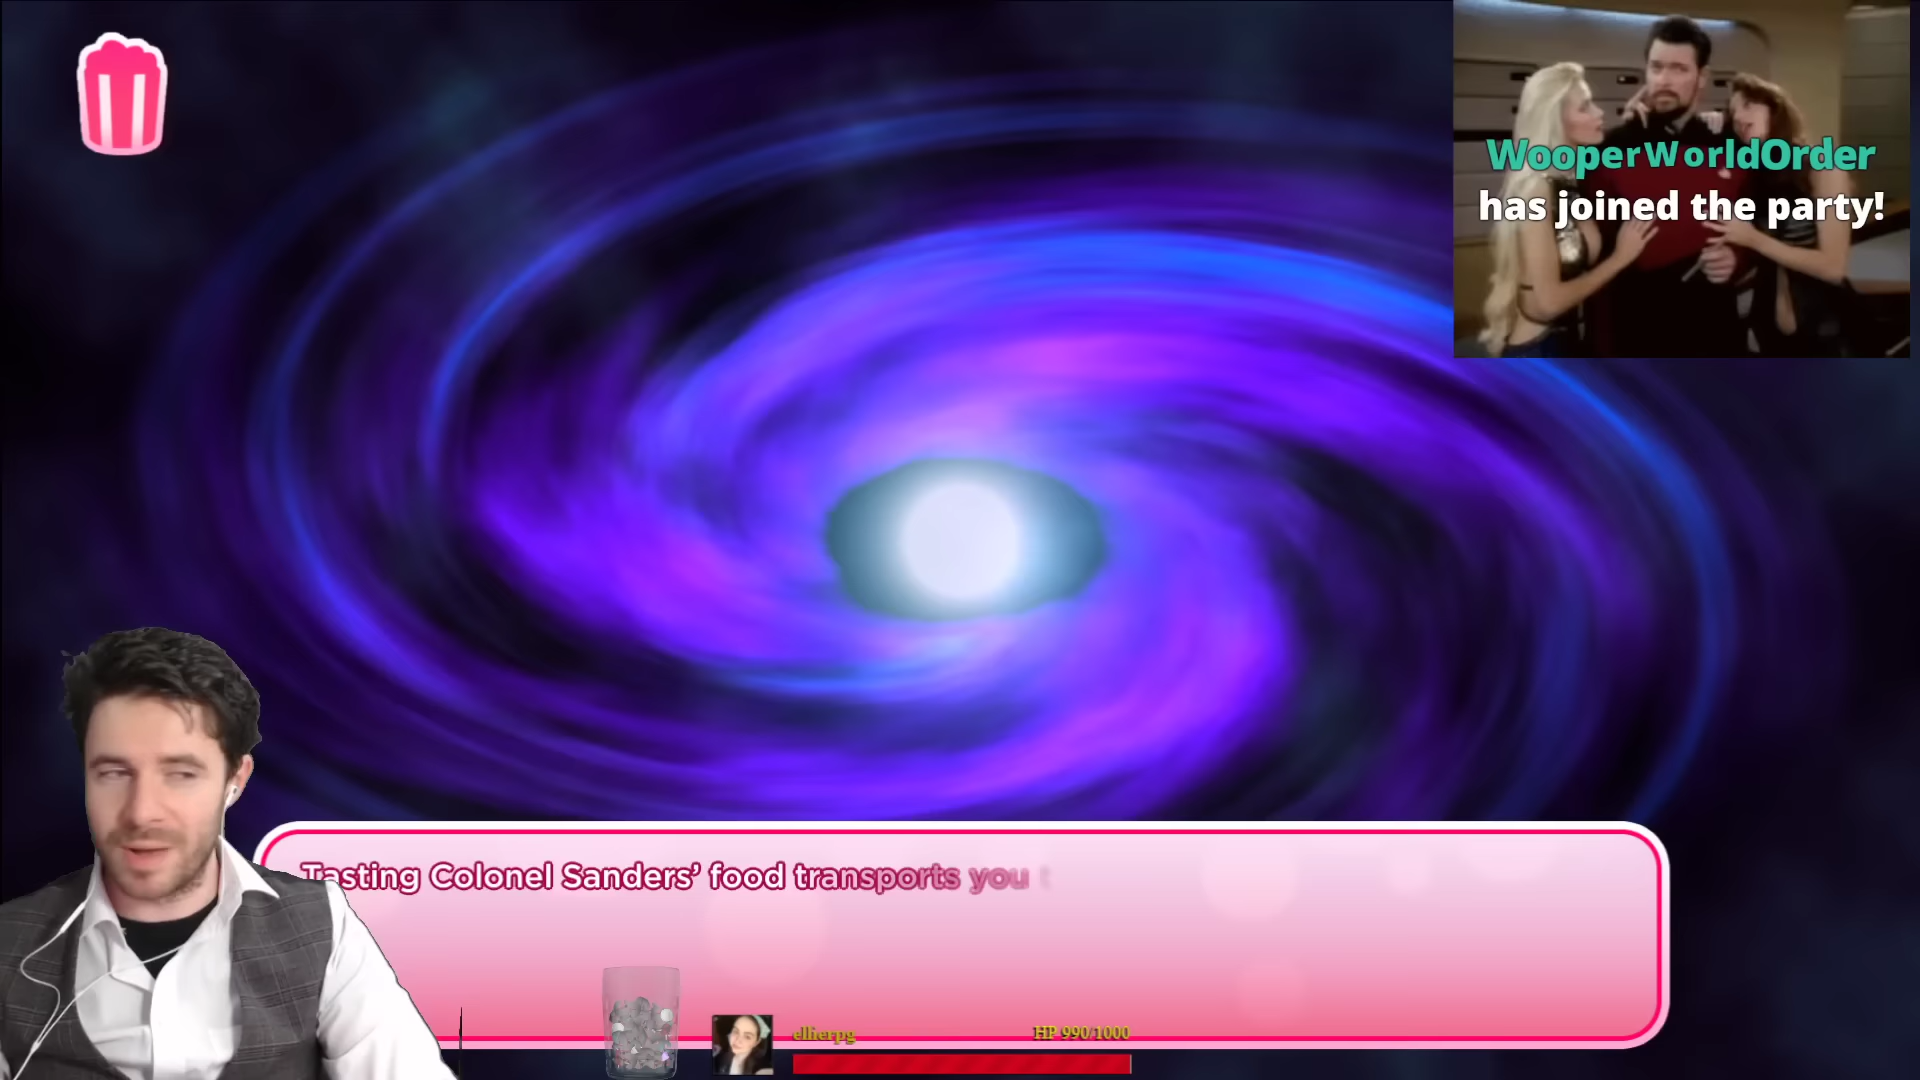 WooperWorldOrder
has joined the party!
Tasting Colonel Sanders’ food transports you
ellierpg
HP 990/1000